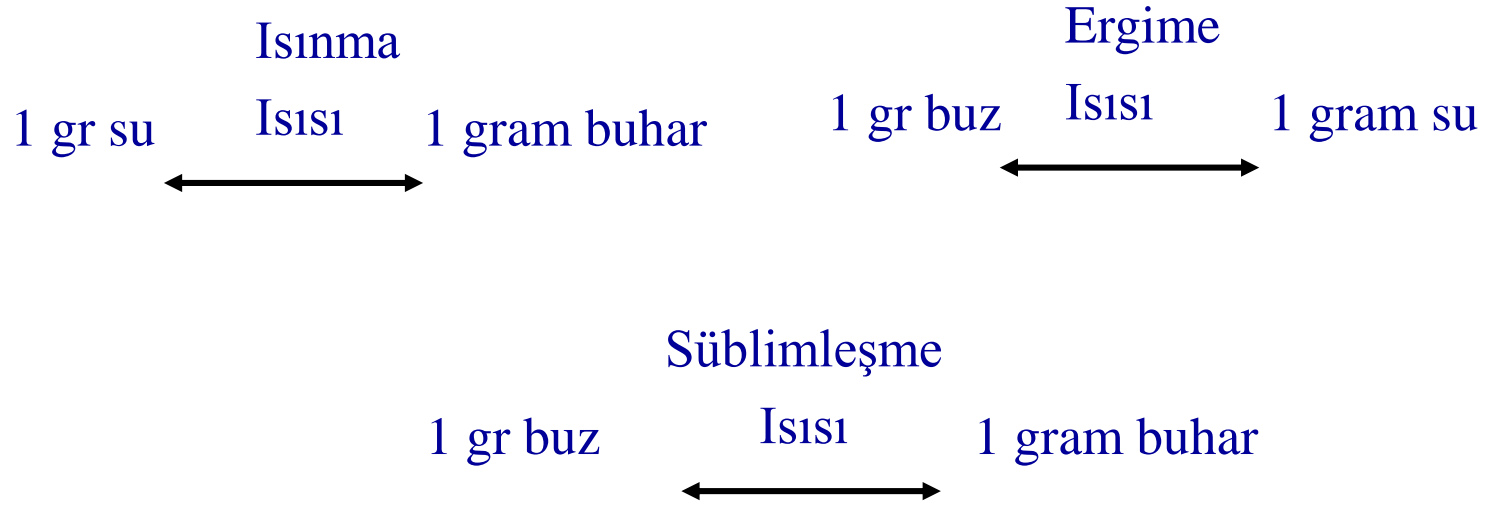 Isınma
Isısı
1 gr su 1 gram buhar
Ergime
Isısı
1 gr buz 1 gram su
Süblimleşme
Isısı
1 gr buz 1 gram buhar